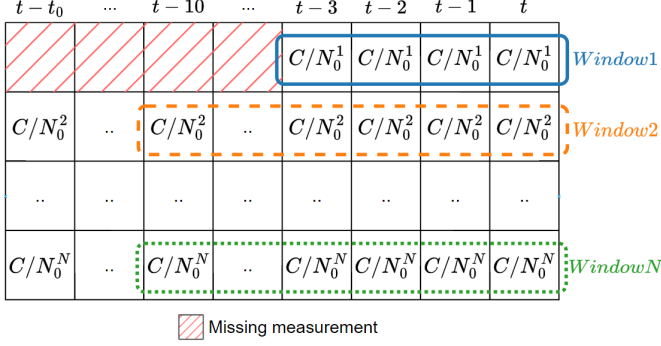 t − t₀ ... t − 10 ... t − 3 t − 2 t − 1 t
C/N₀¹ C/N₀¹ C/N₀¹ C/N₀¹ Window1
C/N₀² .. C/N₀² .. C/N₀² C/N₀² C/N₀² C/N₀² Window2
.. .. .. .. .. .. .. ..
C/N₀ᴺ .. C/N₀ᴺ .. C/N₀ᴺ C/N₀ᴺ C/N₀ᴺ C/N₀ᴺ WindowN
Missing measurement